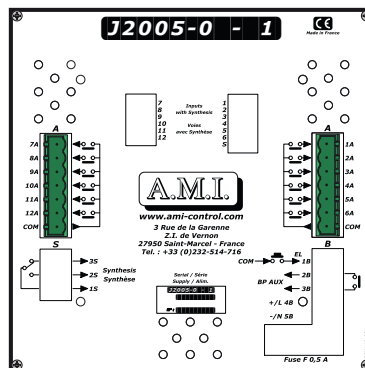 J2005-0 - 1
CE
Made in France
7
8
9
10
11
12
Inputs
with Synthesis
Voies
avec Synthèse
1
2
3
4
5
6
S
A
7A
8A
9A
10A
11A
12A
COM
A
1A
2A
3A
4A
5A
6A
COM
A.M.I.
www.ami-control.com
3 Rue de la Garenne
Z.I. de Vernon
27950 Saint-Marcel - France
Tel. : +33 (0)232-514-716
S
3S
2S
1S
Synthesis
Synthèse
Serial / Série
Supply / Alim.
J2005-0 - 1
B
COM
EL
1B
2B
BP AUX
3B
+/L 4B
-/N 5B
Fuse F 0,5 A